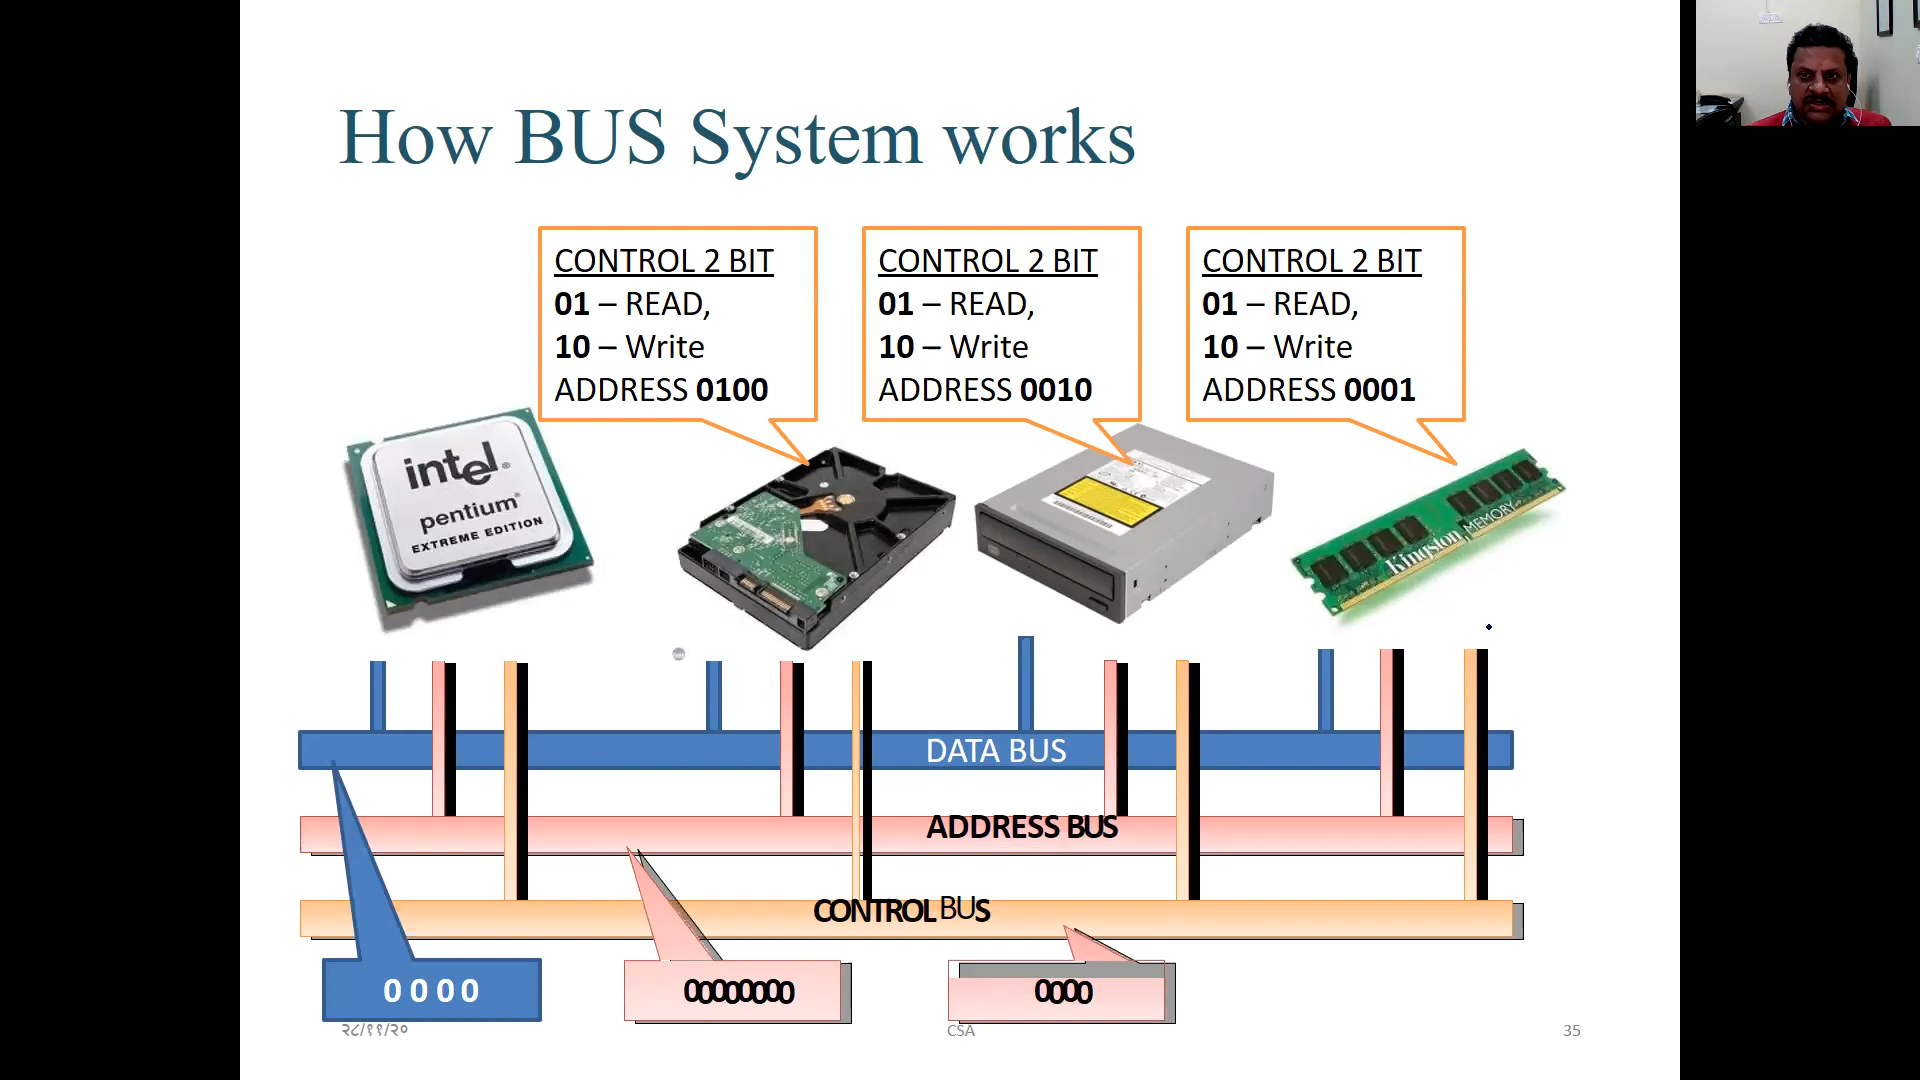 How BUS System works
CONTROL 2 BIT
01 – READ,
10 – Write
ADDRESS 0100
CONTROL 2 BIT
01 – READ,
10 – Write
ADDRESS 0010
CONTROL 2 BIT
01 – READ,
10 – Write
ADDRESS 0001
intel®
pentium®
EXTREME EDITION
Kingston MEMORY
DATA BUS
ADDRESS BUS
CONTROL BUS
0 0 0 0
२८/११/२०
CSA
35